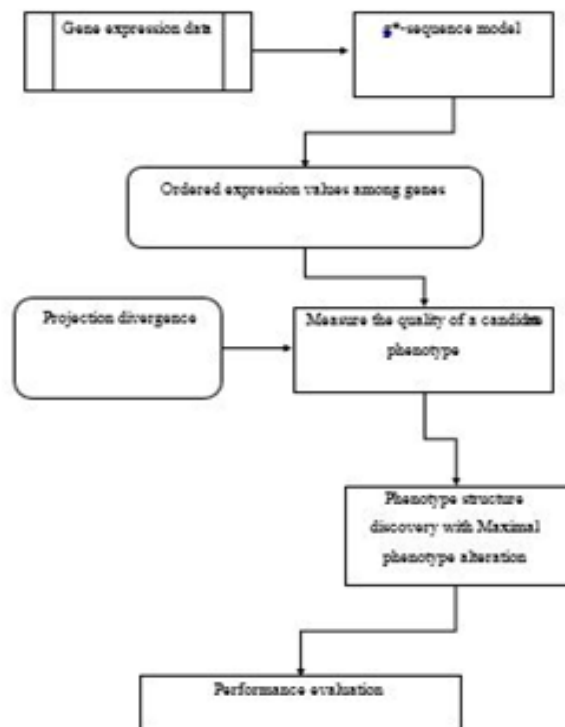 Gene expression data
g*-sequence model
Ordered expression values among genes
Projection divergence
Measure the quality of a candidate
phenotype
Phenotype structure
discovery with Maximal
phenotype alteration
Performance evaluation